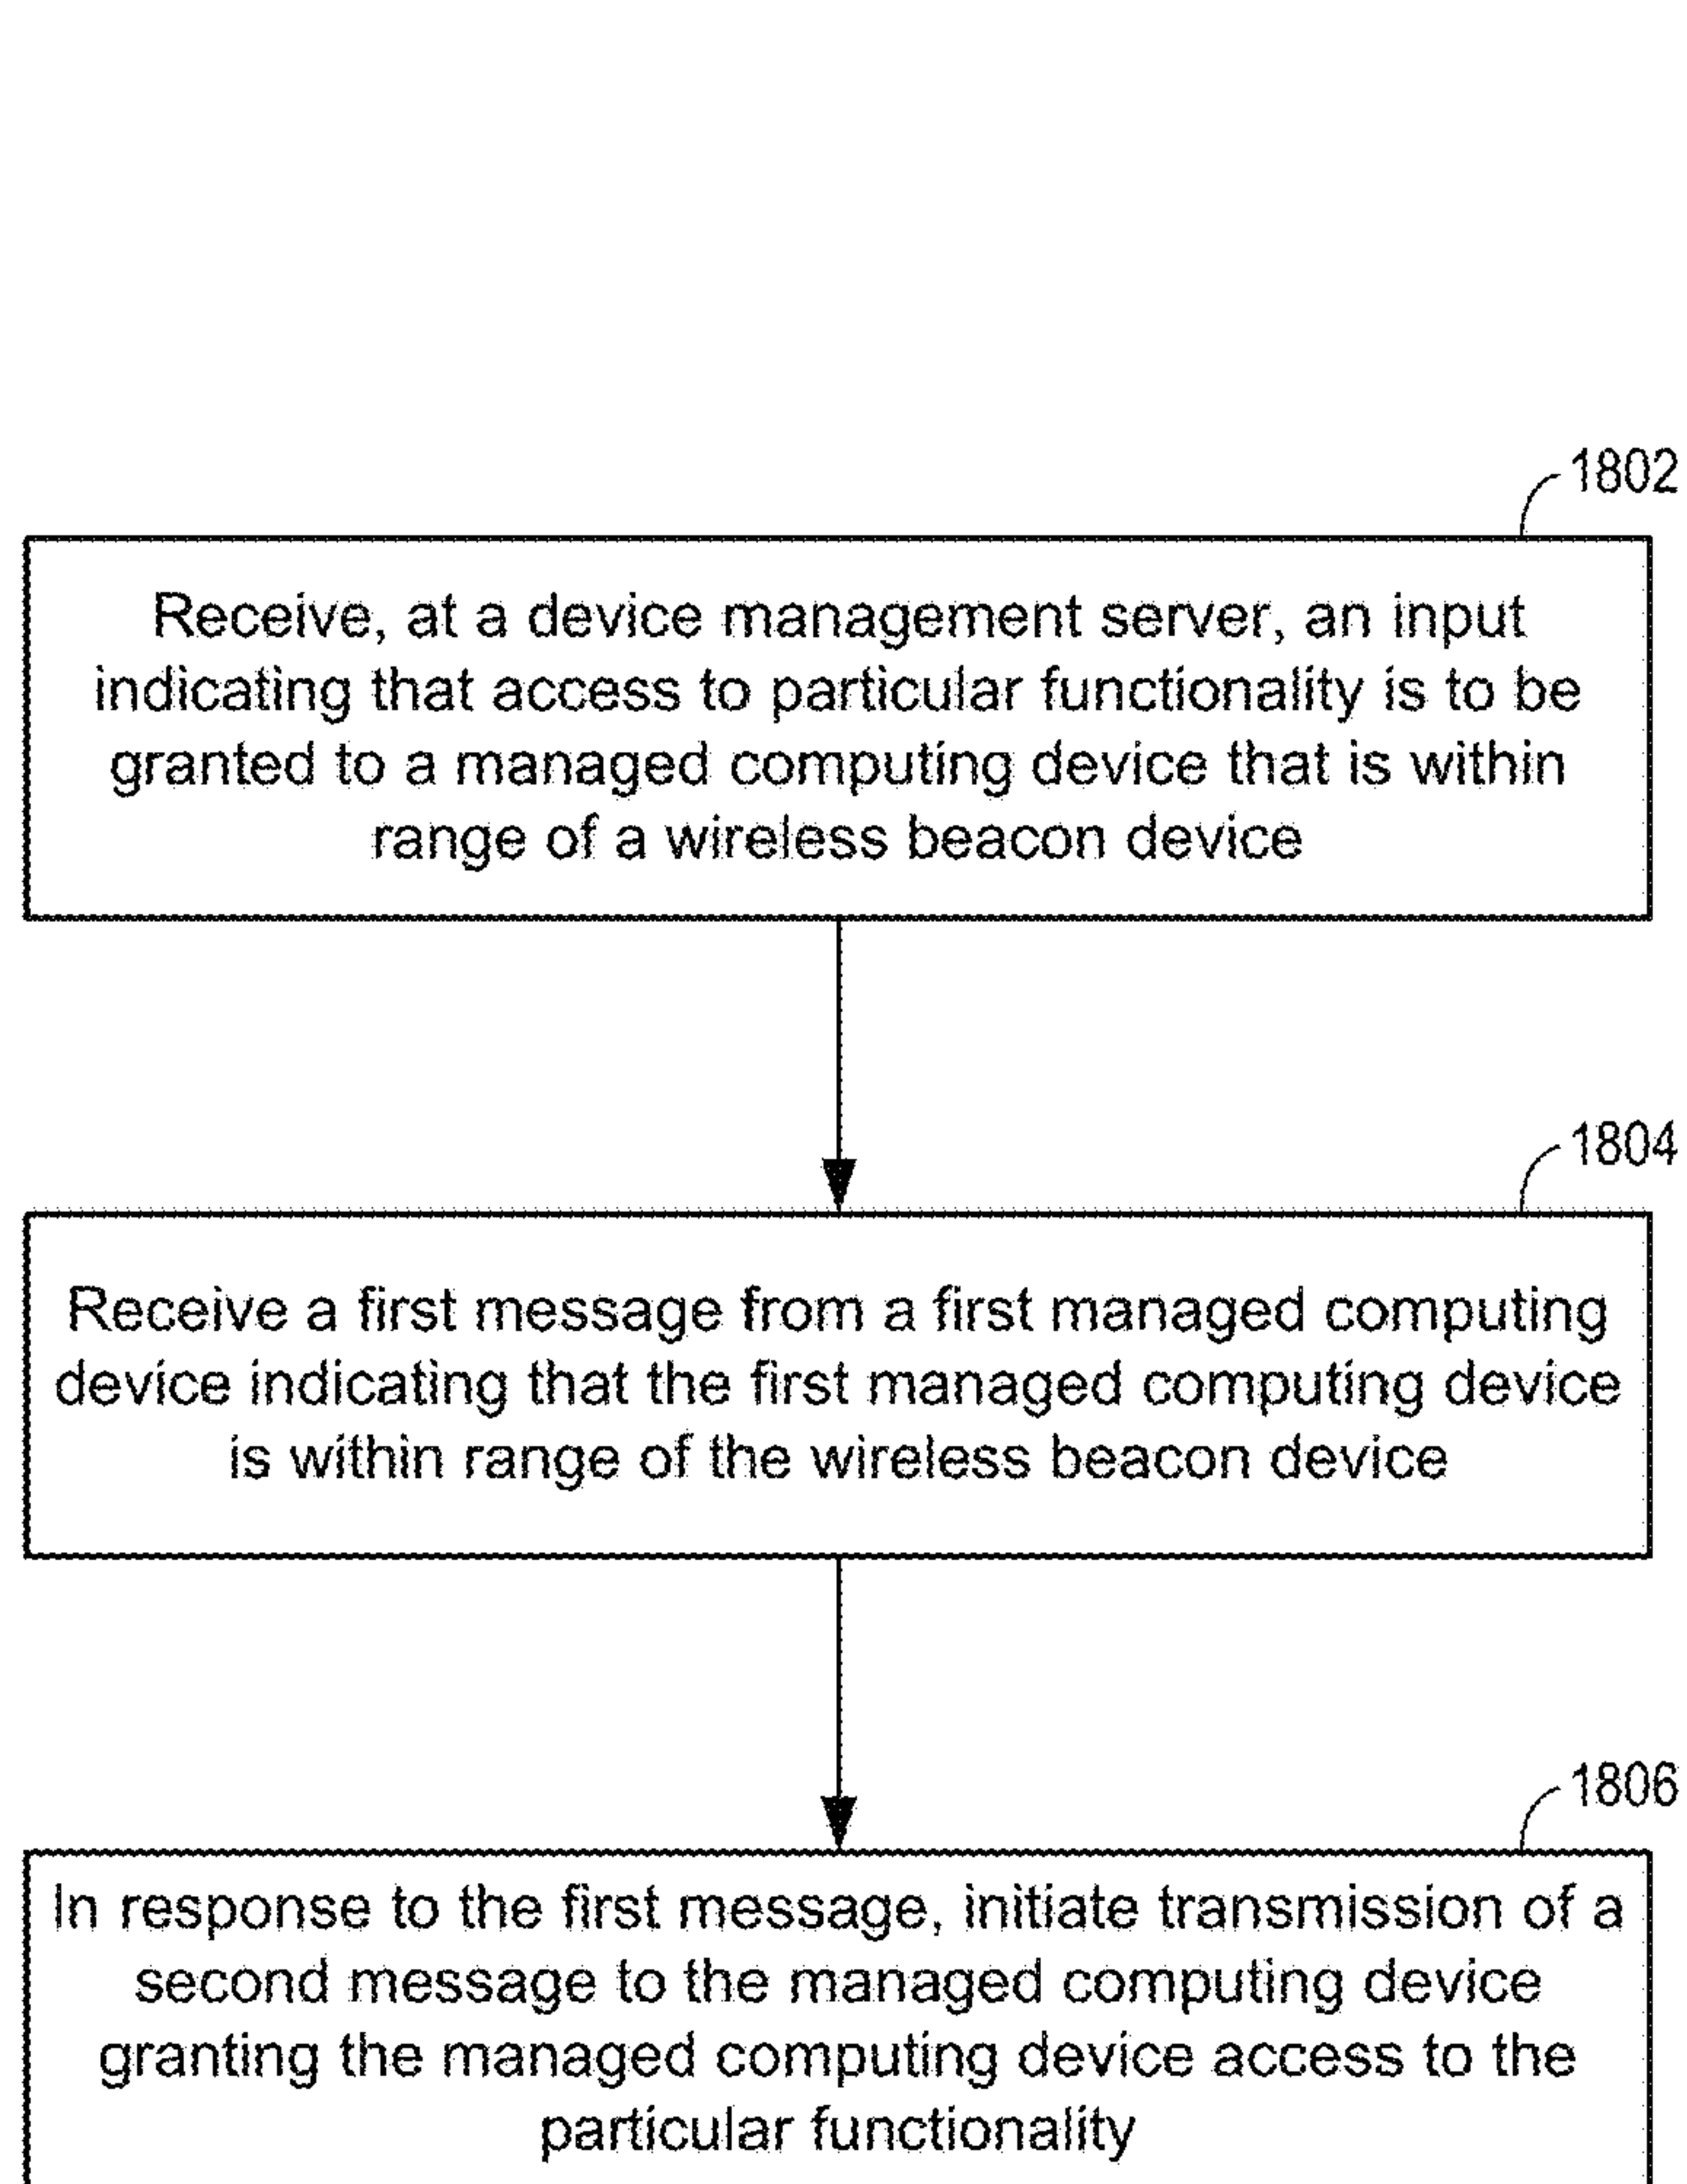 1802
Receive, at a device management server, an input
indicating that access to particular functionality is to be
granted to a managed computing device that is within
range of a wireless beacon device
1804
Receive a first message from a first managed computing
device indicating that the first managed computing device
is within range of the wireless beacon device
1806
In response to the first message, initiate transmission of a
second message to the managed computing device
granting the managed computing device access to the
particular functionality